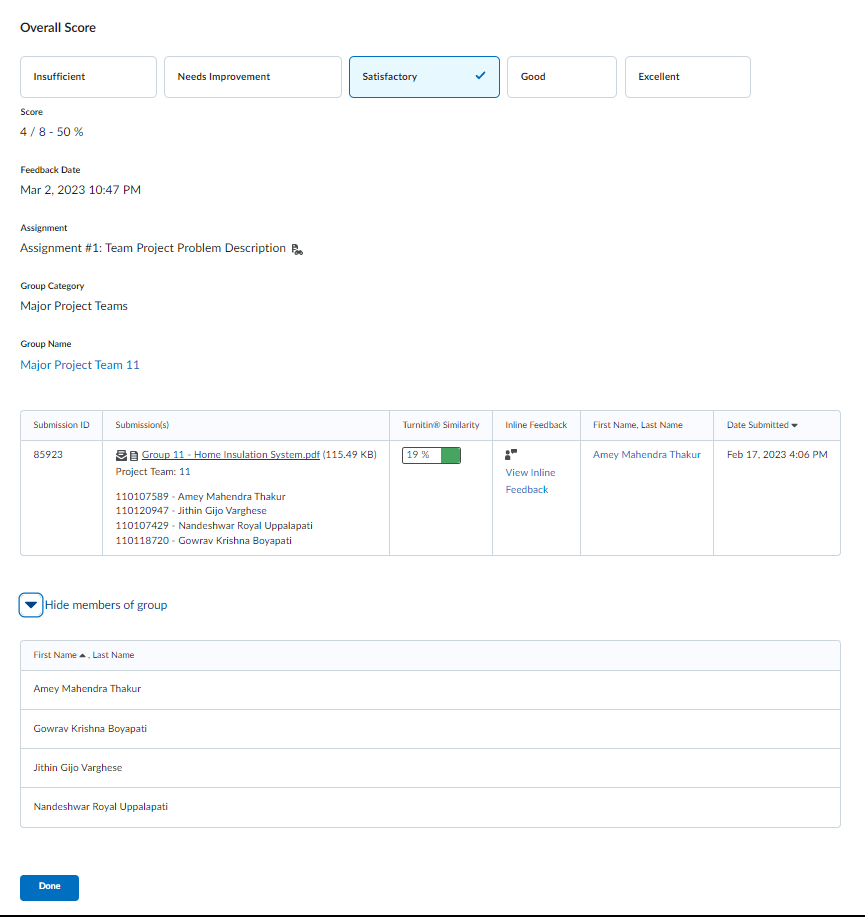 Overall Score
Insufficient Needs Improvement Satisfactory Good Excellent
Score
4 / 8 - 50 %
Feedback Date
Mar 2, 2023 10:47 PM
Assignment
Assignment #1: Team Project Problem Description
Group Category
Major Project Teams
Group Name
Major Project Team 11
Submission ID Submission(s) Turnitin® Similarity Inline Feedback First Name, Last Name Date Submitted
85923 Group 11 - Home Insulation System.pdf (115.49 KB) 19 % Amey Mahendra Thakur Feb 17, 2023 4:06 PM
Project Team: 11 View Inline
Feedback
110107589 - Amey Mahendra Thakur
110120947 - Jithin Gijo Varghese
110107429 - Nandeshwar Royal Uppalapati
110118720 - Gowrav Krishna Boyapati
Hide members of group
First Name , Last Name
Amey Mahendra Thakur
Gowrav Krishna Boyapati
Jithin Gijo Varghese
Nandeshwar Royal Uppalapati
Done